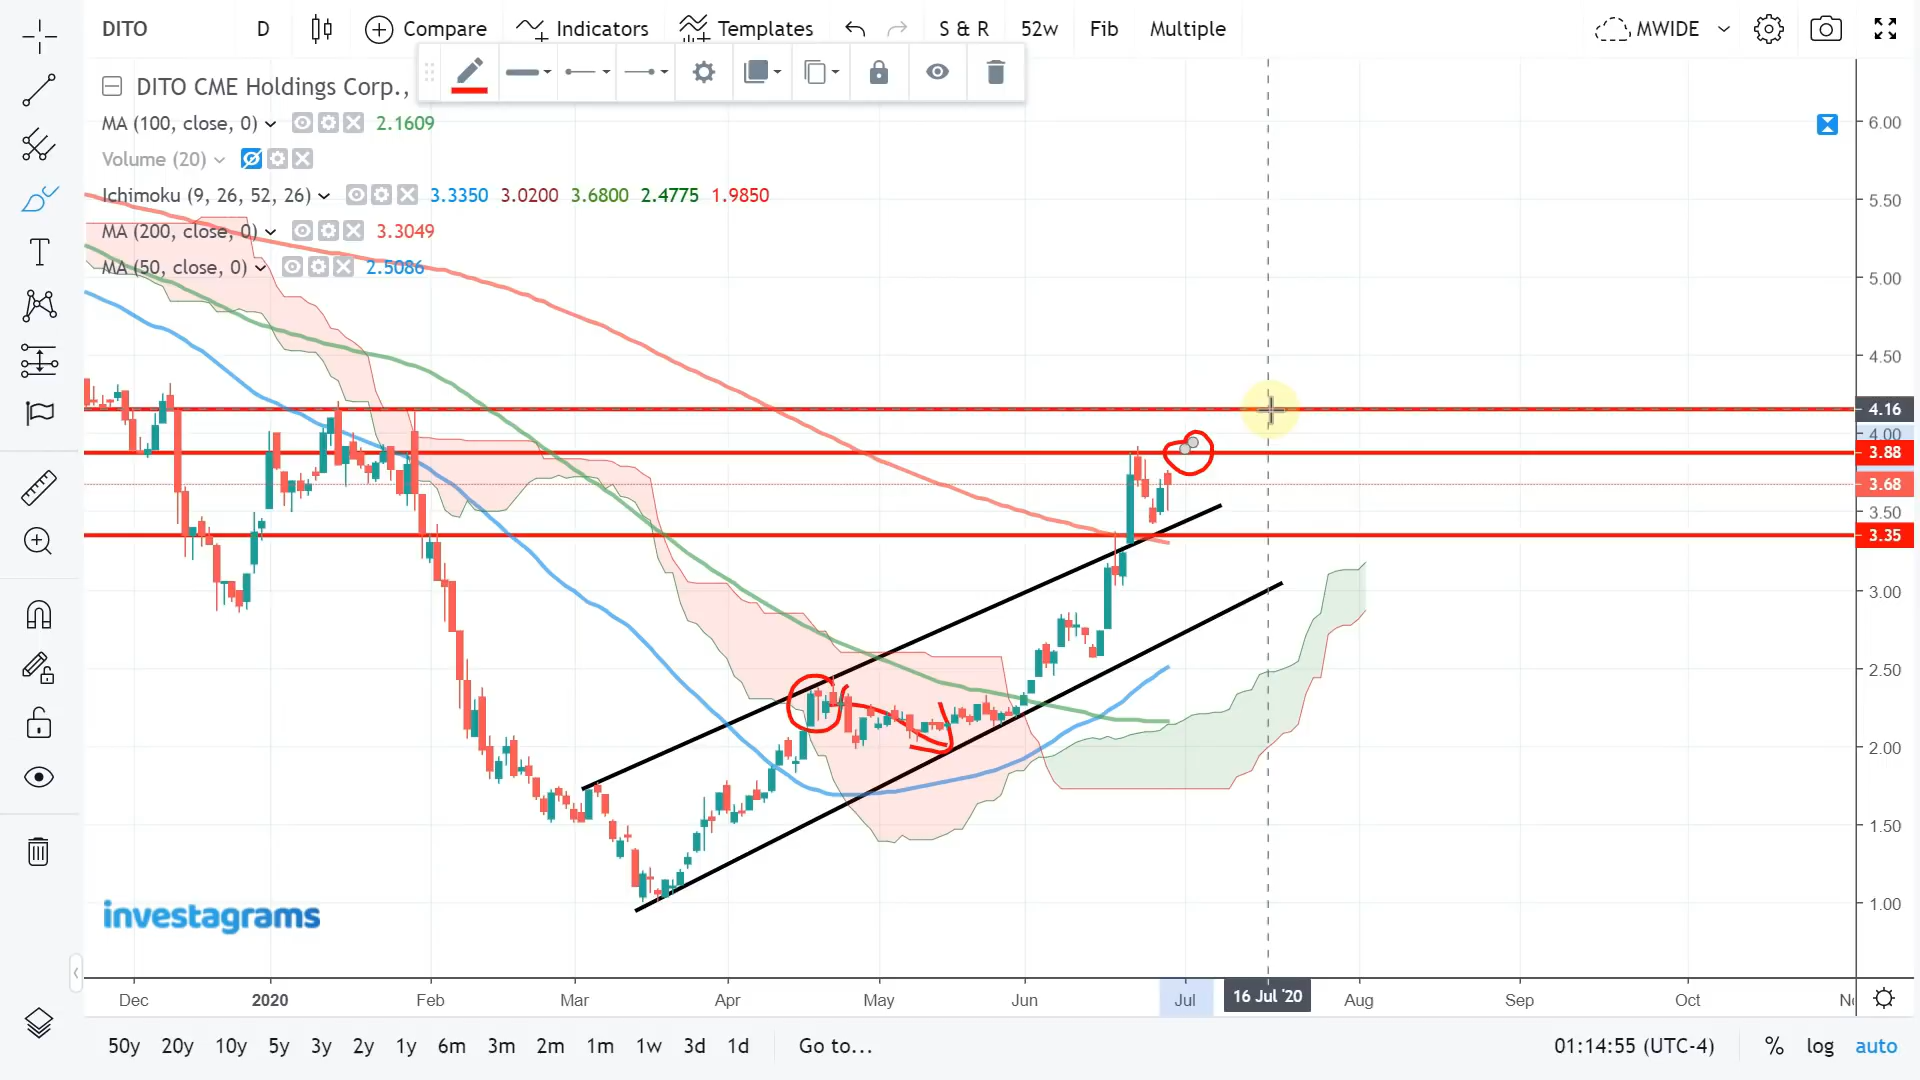 DITO D Compare Indicators Templates S & R 52w Fib Multiple MWIDE
DITO CME Holdings Corp.,
MA (100, close, 0) 2.1609
Volume (20)
Ichimoku (9, 26, 52, 26) 3.3350 3.0200 3.6800 2.4775 1.9850
MA (200, close, 0) 3.3049
MA (50, close, 0) 2.5086
6.00
5.50
5.00
4.50
4.16
4.00
3.88
3.68
3.50
3.35
3.00
2.50
2.00
1.50
1.00
investagrams
Dec 2020 Feb Mar Apr May Jun Jul 16 Jul '20 Aug Sep Oct
50y 20y 10y 5y 3y 2y 1y 6m 3m 2m 1m 1w 3d 1d Go to... 01:14:55 (UTC-4) % log auto